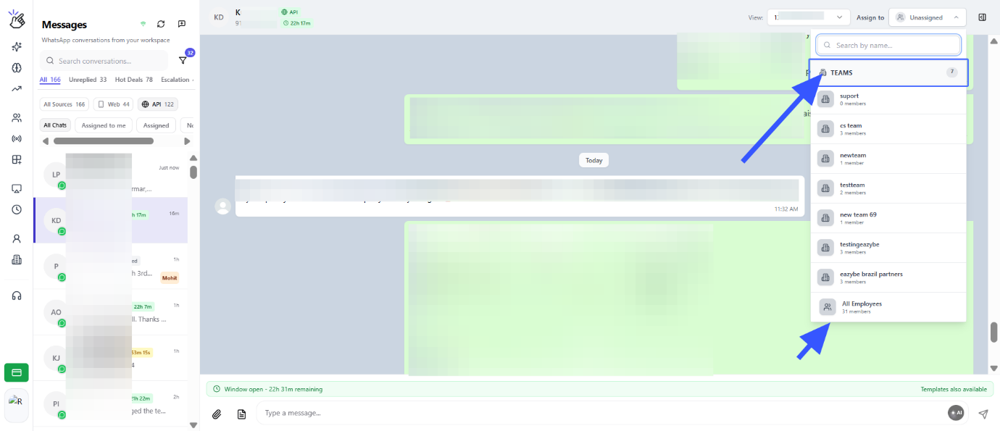 Messages
WhatsApp conversations from your workspace
Search conversations...
32
All 166 Unreplied 33 Hot Deals 78 Escalation
All Sources 166 Web 44 API 122
All Chats Assigned to me Assigned
LP Just now
rmar,...
KD h 17m 16m
P ed 1h
h 3rd... Mohit
AO 22h 7m 1h
ll. Thanks ...
KJ 53m 15s 1h
4
PI 21h 22m 2h
ged the te...
R
KD
K
API
91
22h 17m
View: 1
Assign to Unassigned
Search by name...
TEAMS 7
suport
0 members
cs team
3 members
newteam
1 member
testteam
2 members
new team 69
1 member
testingeazybe
3 members
eazybe brazil partners
3 members
All Employees
31 members
Today
11:32 AM
Window open - 22h 31m remaining Templates also available
Type a message...
AI